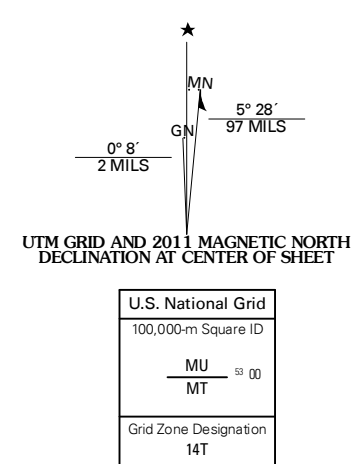 ★
MN
5° 28´
97 MILS
GN
0° 8´
2 MILS
UTM GRID AND 2011 MAGNETIC NORTH
DECLINATION AT CENTER OF SHEET
U.S. National Grid
100,000-m Square ID
MU
53 00
MT
Grid Zone Designation
14T